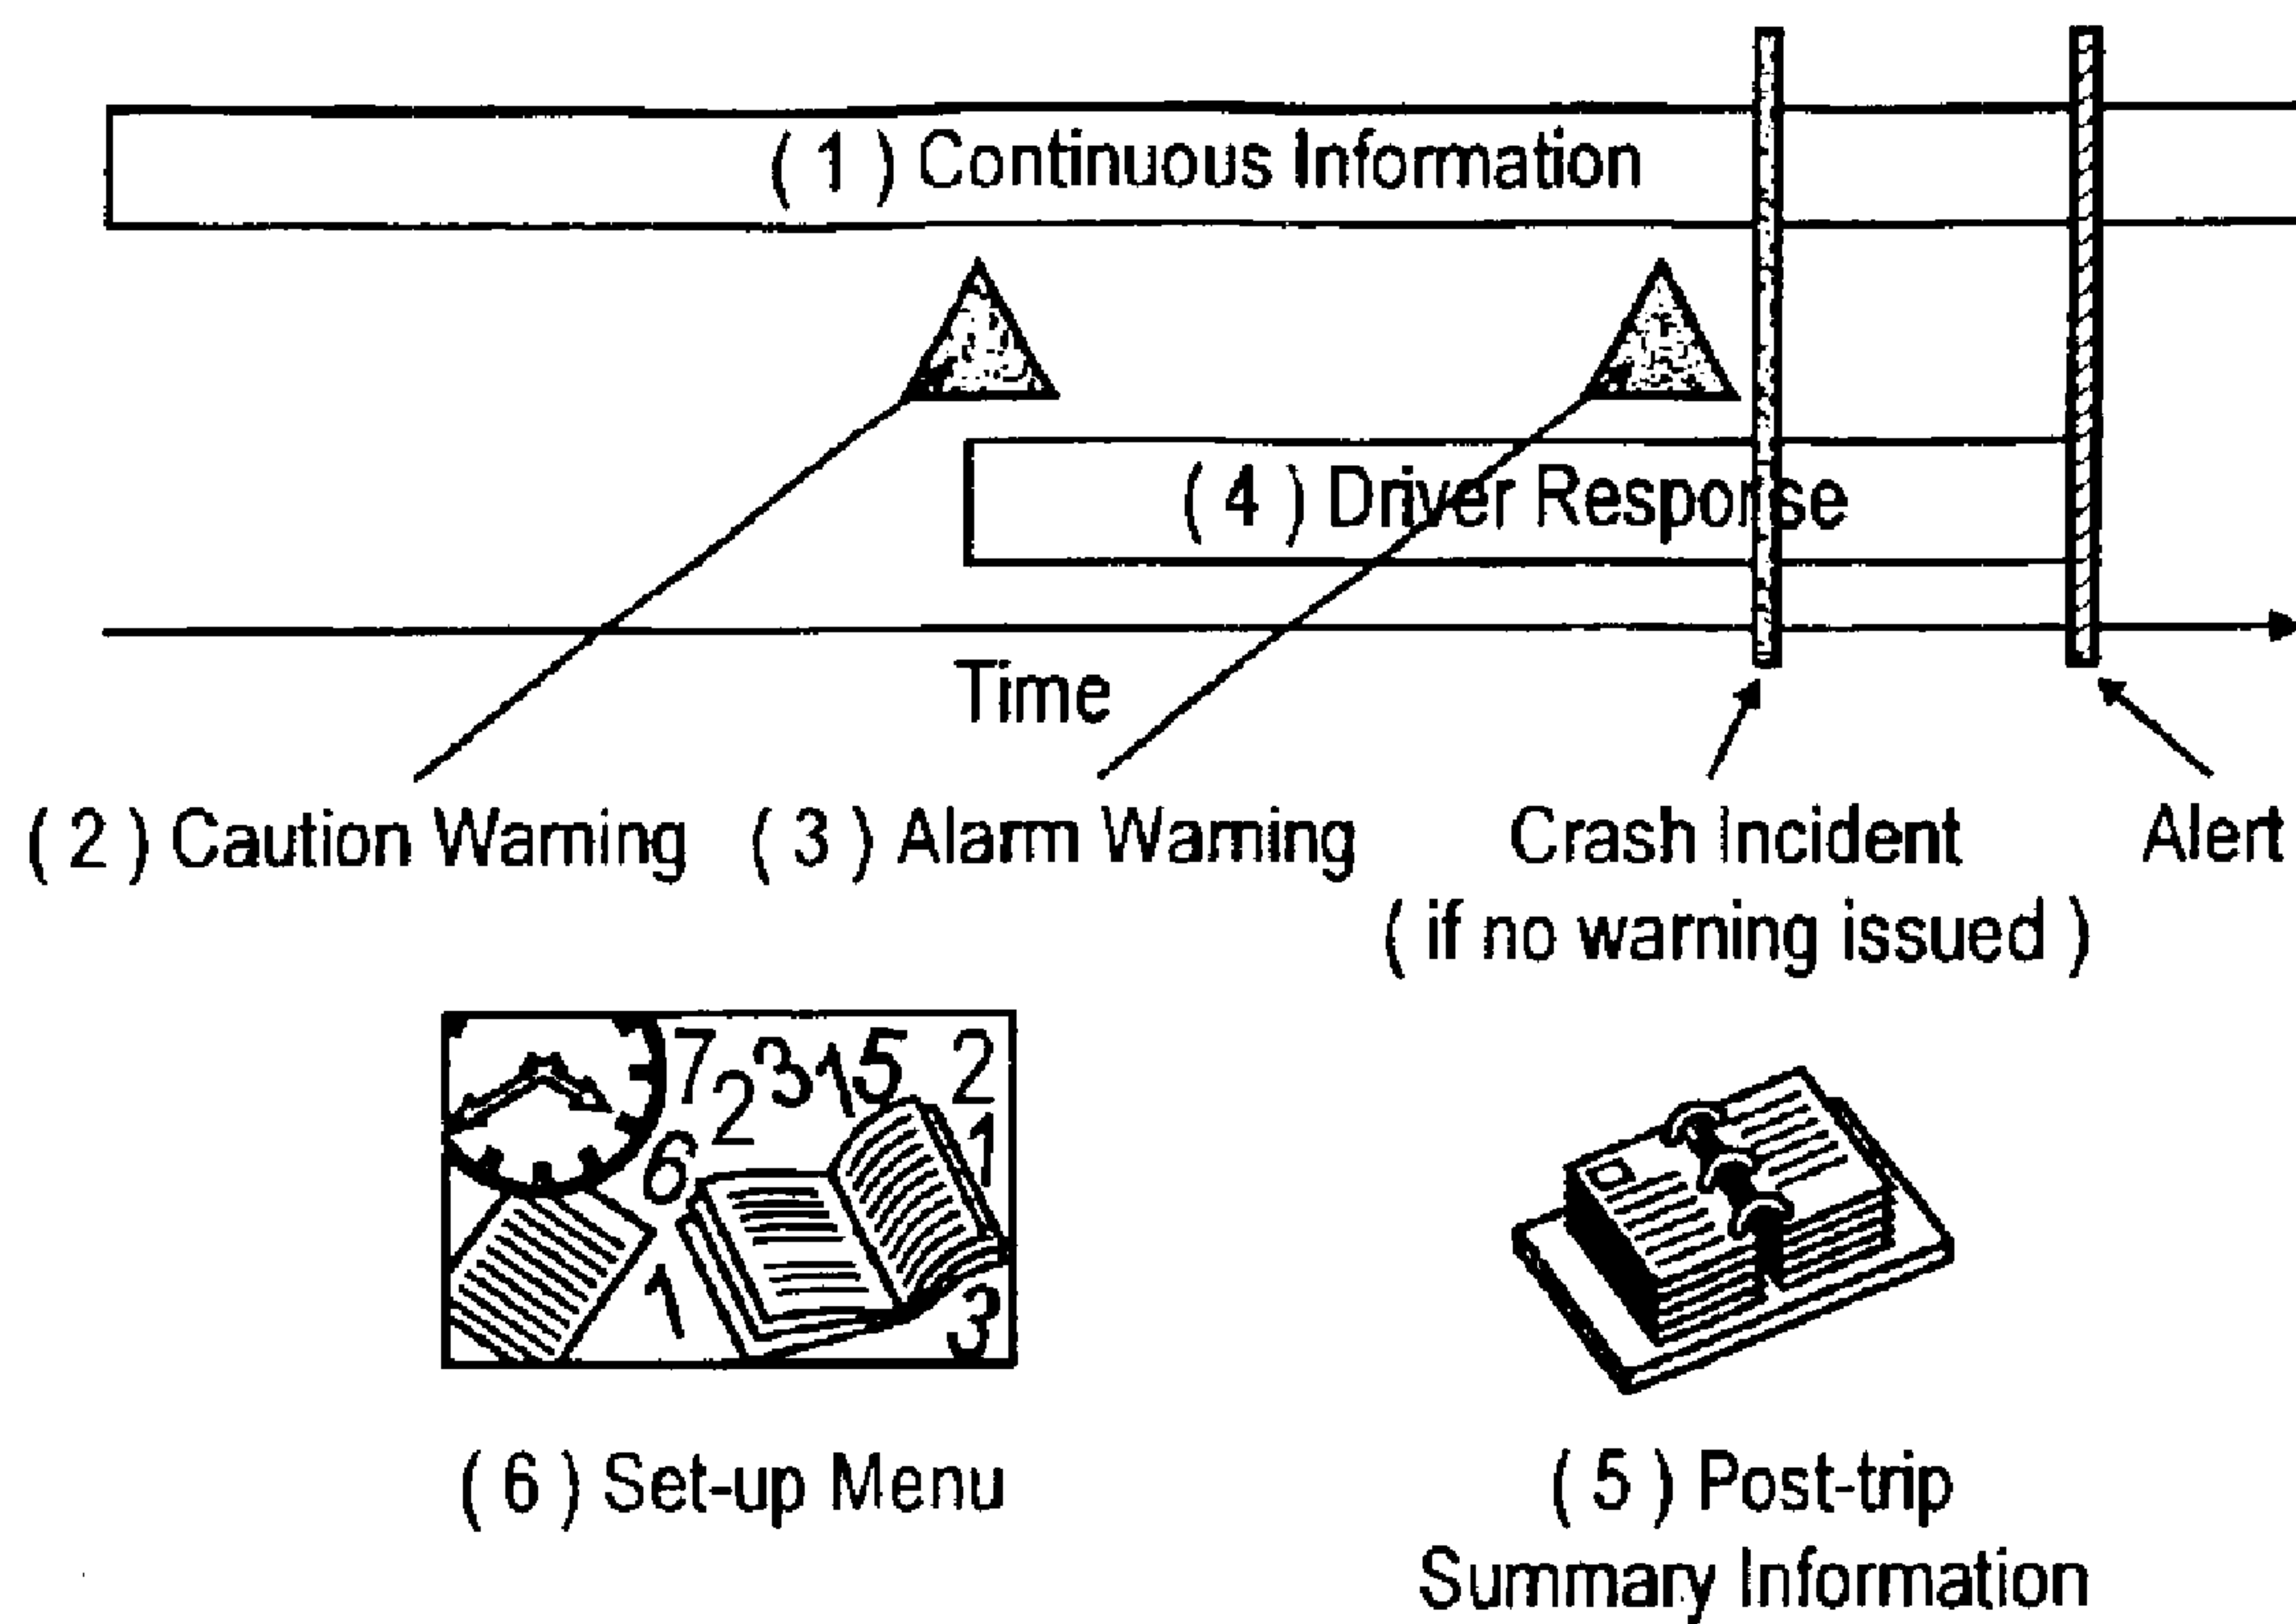 ( 1 ) Continuous Information
( 4 ) Driver Response
Time
( 2 ) Caution Warning ( 3 ) Alarm Warning Crash Incident Alert
( if no warning issued )
7 2 3 1 5 2
6 1
1 3
( 6 ) Set-up Menu
( 5 ) Post-trip
Summary Information